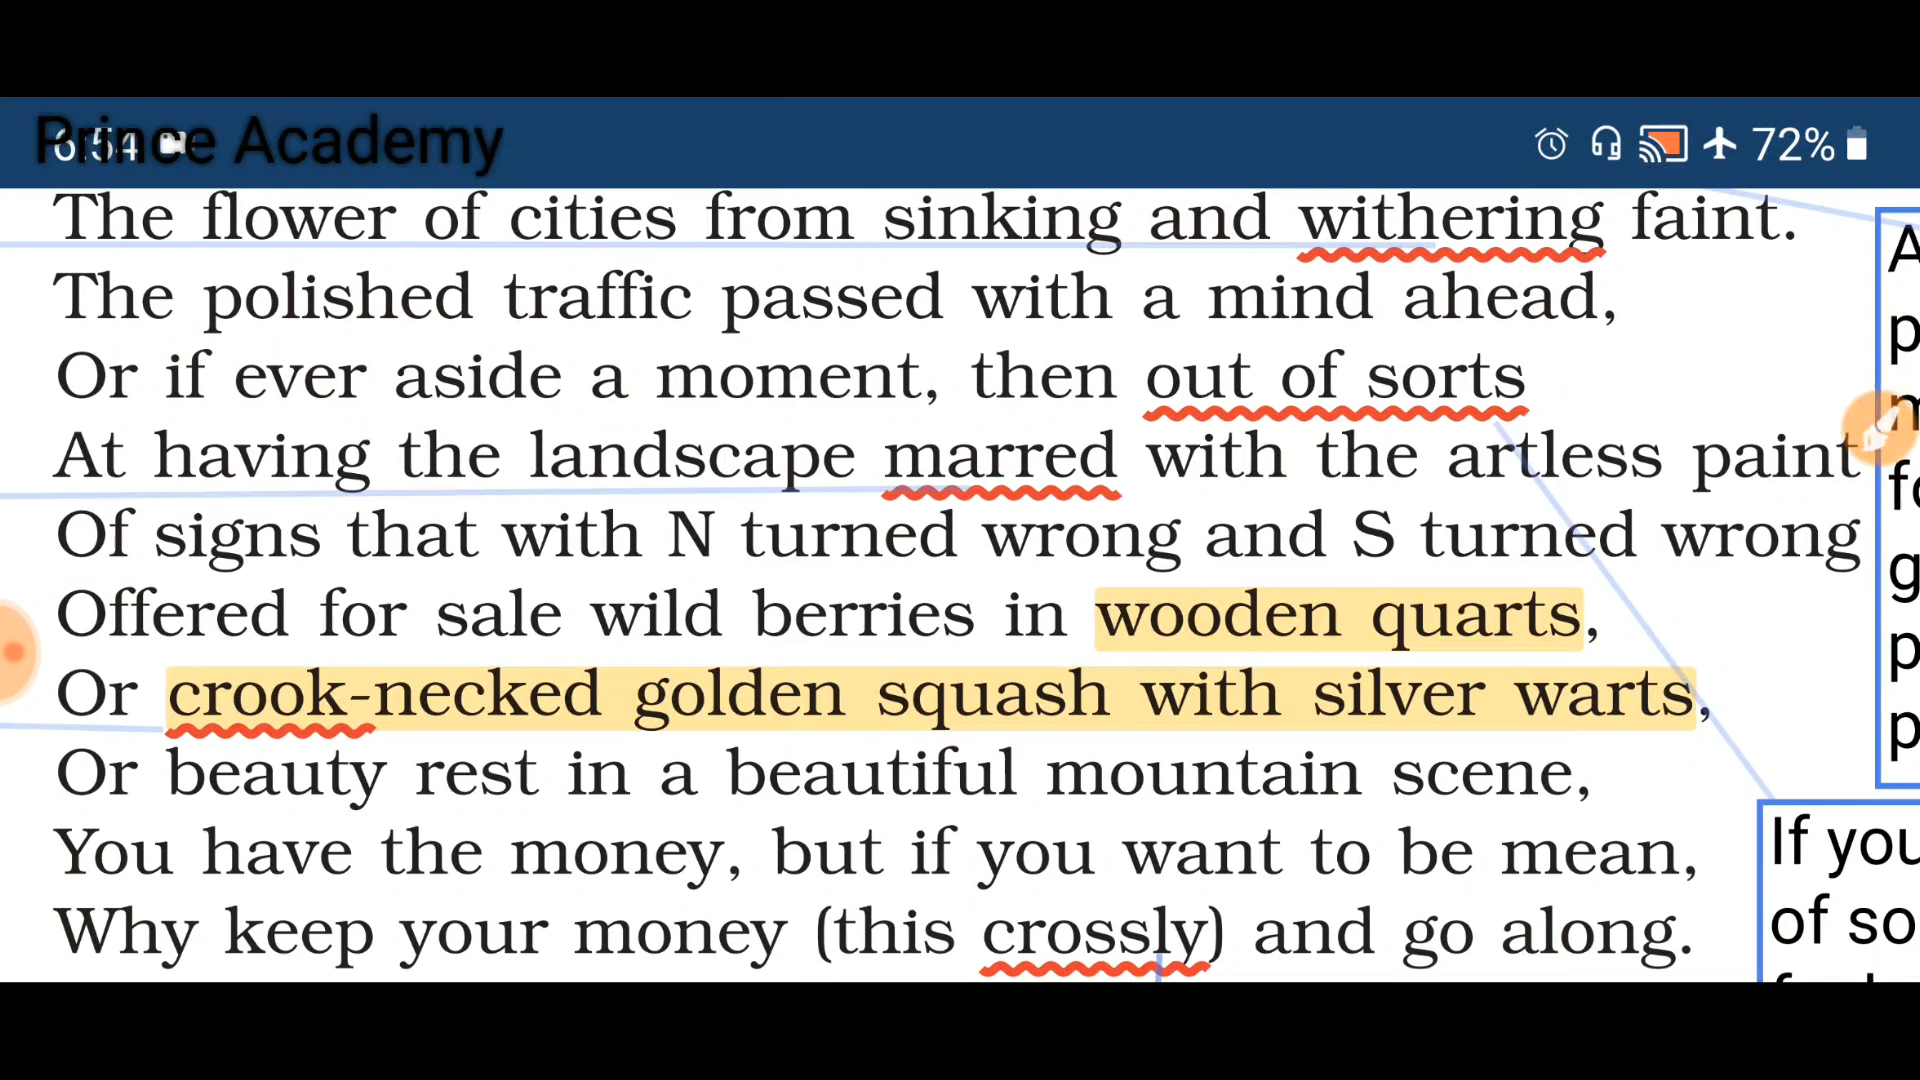 Prince Academy
6:54
72%
The flower of cities from sinking and withering faint.
The polished traffic passed with a mind ahead,
Or if ever aside a moment, then out of sorts
At having the landscape marred with the artless paint
Of signs that with N turned wrong and S turned wrong
Offered for sale wild berries in wooden quarts,
Or crook-necked golden squash with silver warts,
Or beauty rest in a beautiful mountain scene,
You have the money, but if you want to be mean,
Why keep your money (this crossly) and go along.
If you
of so